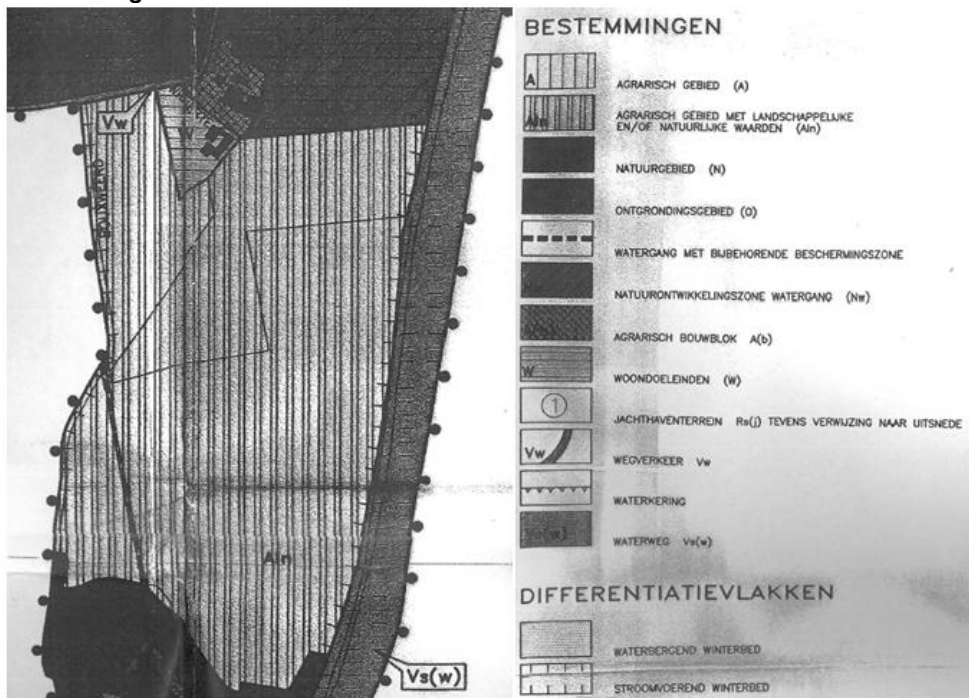 Vw
W
BOUWWEERD
Aln
Vs(w)
BESTEMMINGEN
A
AGRARISCH GEBIED (A)
Aln
AGRARISCH GEBIED MET LANDSCHAPPELIJKE
EN/OF NATUURLIJKE WAARDEN (Aln)
NATUURGEBIED (N)
ONTGRONDINGSGEBIED (O)
WATERGANG MET BIJBEHORENDE BESCHERMINGSZONE
NATUURONTWIKKELINGSZONE WATERGANG (Nw)
AGRARISCH BOUWBLOK A(b)
W
WOONDOELEINDEN (W)
1
JACHTHAVENTERREIN Rs(j) TEVENS VERWIJZING NAAR UITSNEDE
Vw
WEGVERKEER Vw
WATERKERING
Vs(w)
WATERWEG Vs(w)
DIFFERENTIATIEVLAKKEN
WATERBERGEND WINTERBED
STROOMVOEREND WINTERBED